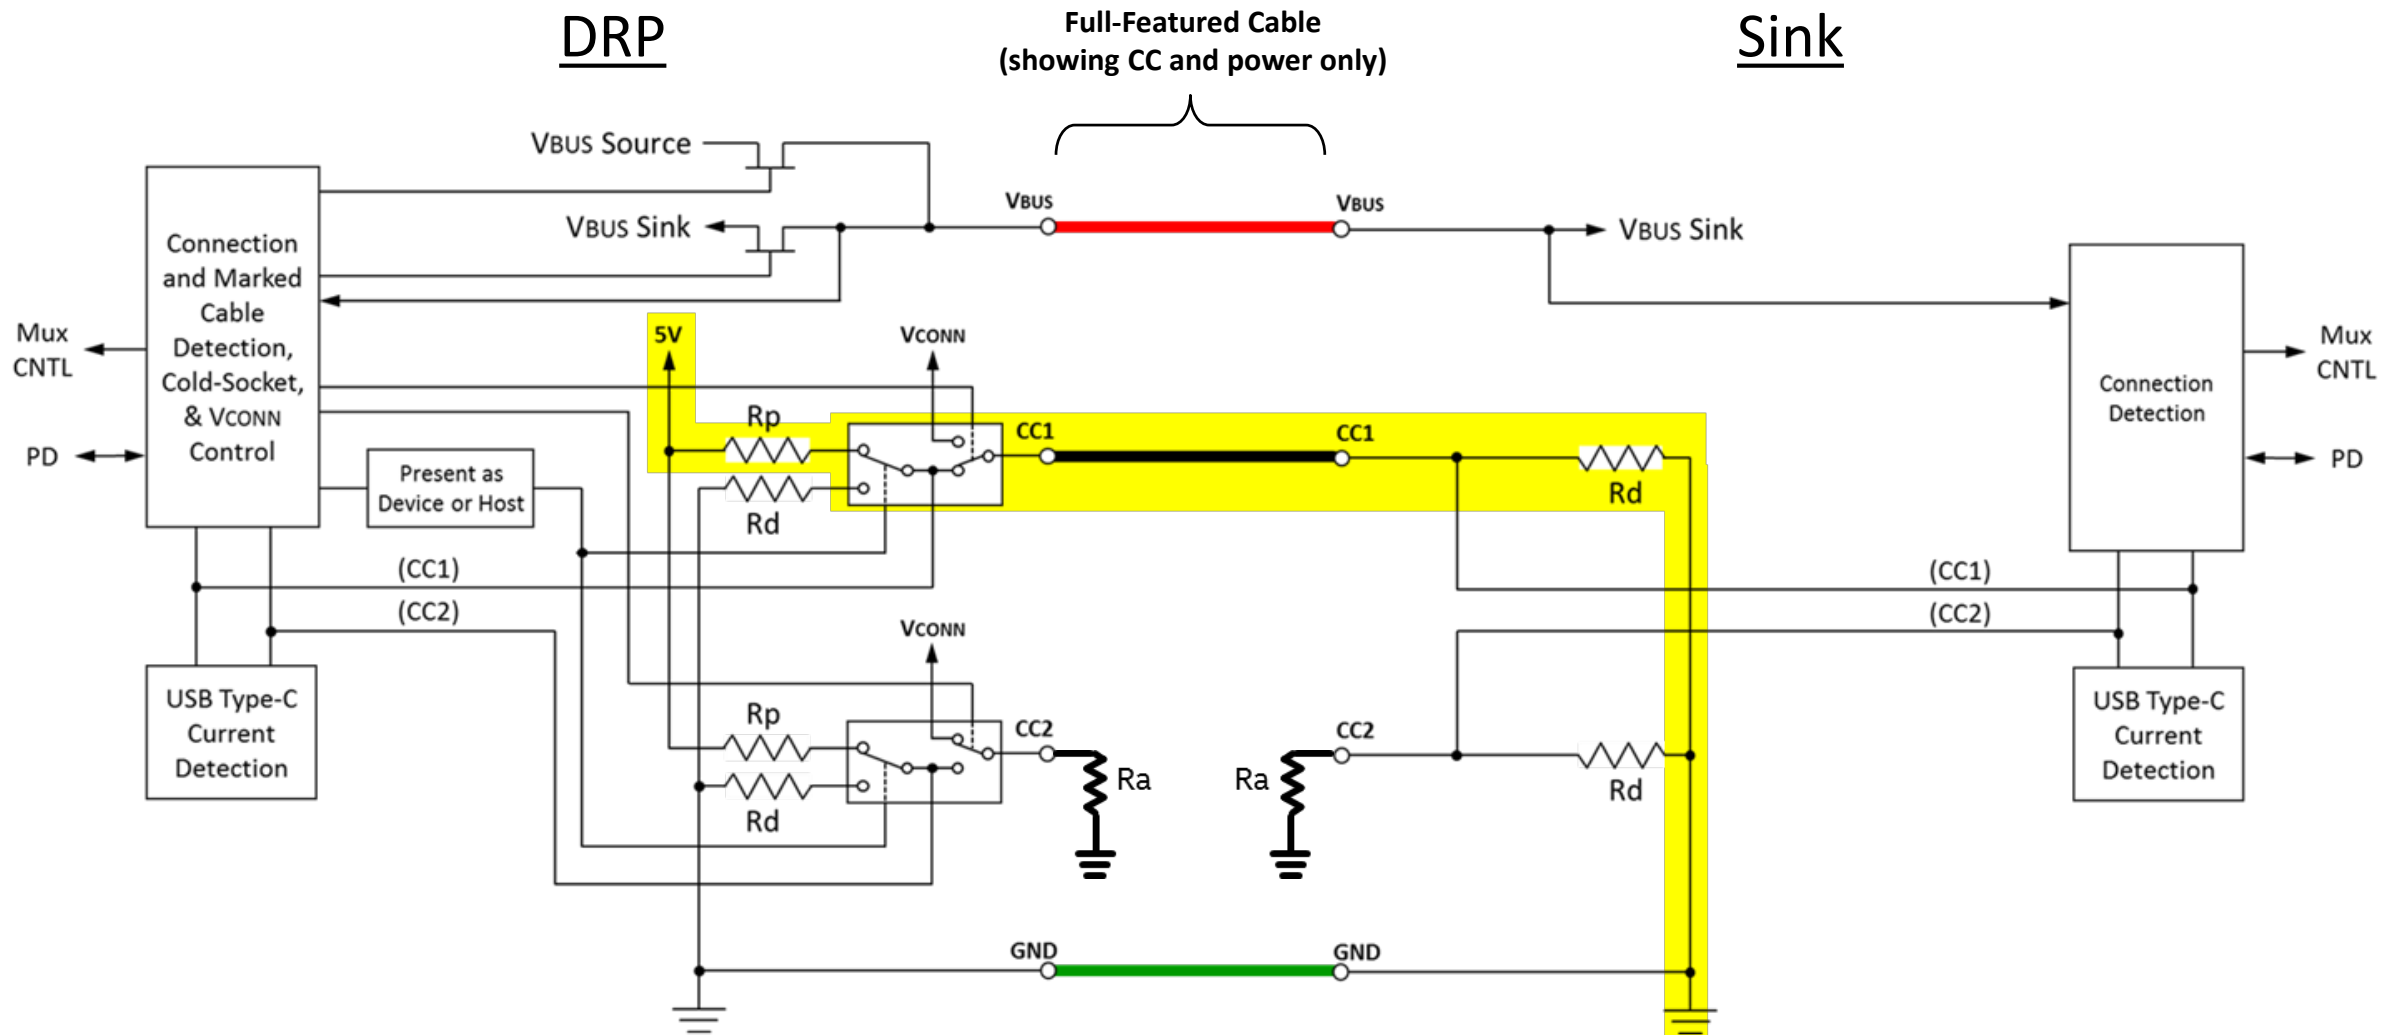 DRP
Full-Featured Cable
(showing CC and power only)
Sink
VBUS Source
VBUS Sink
VBUS
VBUS
VBUS Sink
Connection
and Marked
Cable
Detection,
Cold-Socket,
& VCONN
Control
Mux
CNTL
PD
Present as
Device or Host
5V
VCONN
Rp
Rd
CC1
CC1
Rd
Connection
Detection
Mux
CNTL
PD
(CC1)
(CC2)
(CC1)
(CC2)
USB Type-C
Current
Detection
VCONN
Rp
Rd
CC2
Ra
Ra
CC2
Rd
USB Type-C
Current
Detection
GND
GND